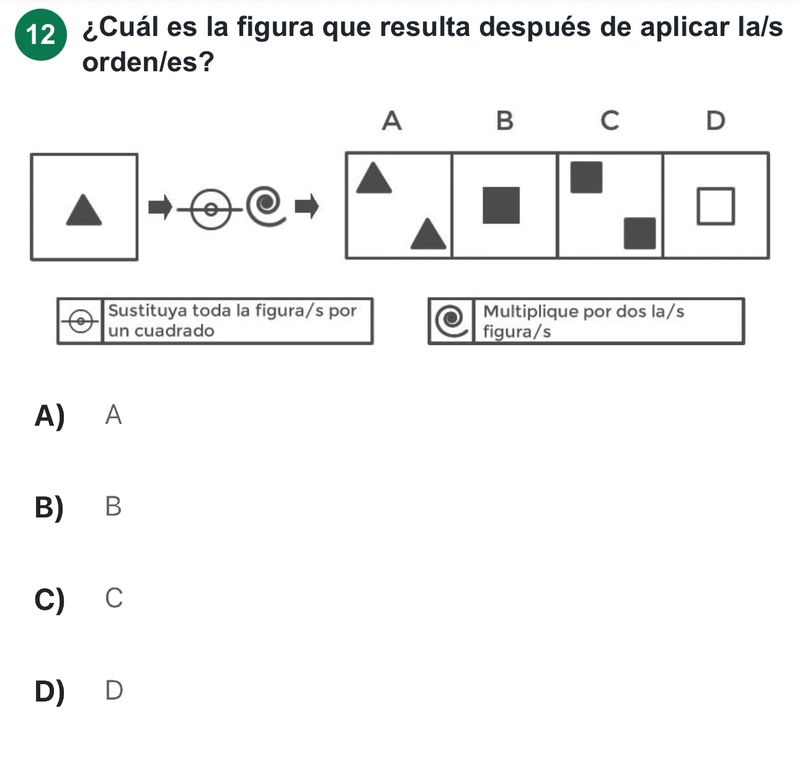 12 ¿Cuál es la figura que resulta después de aplicar la/s
orden/es?
A B C D
Sustituya toda la figura/s por
un cuadrado
Multiplique por dos la/s
figura/s
A) A
B) B
C) C
D) D